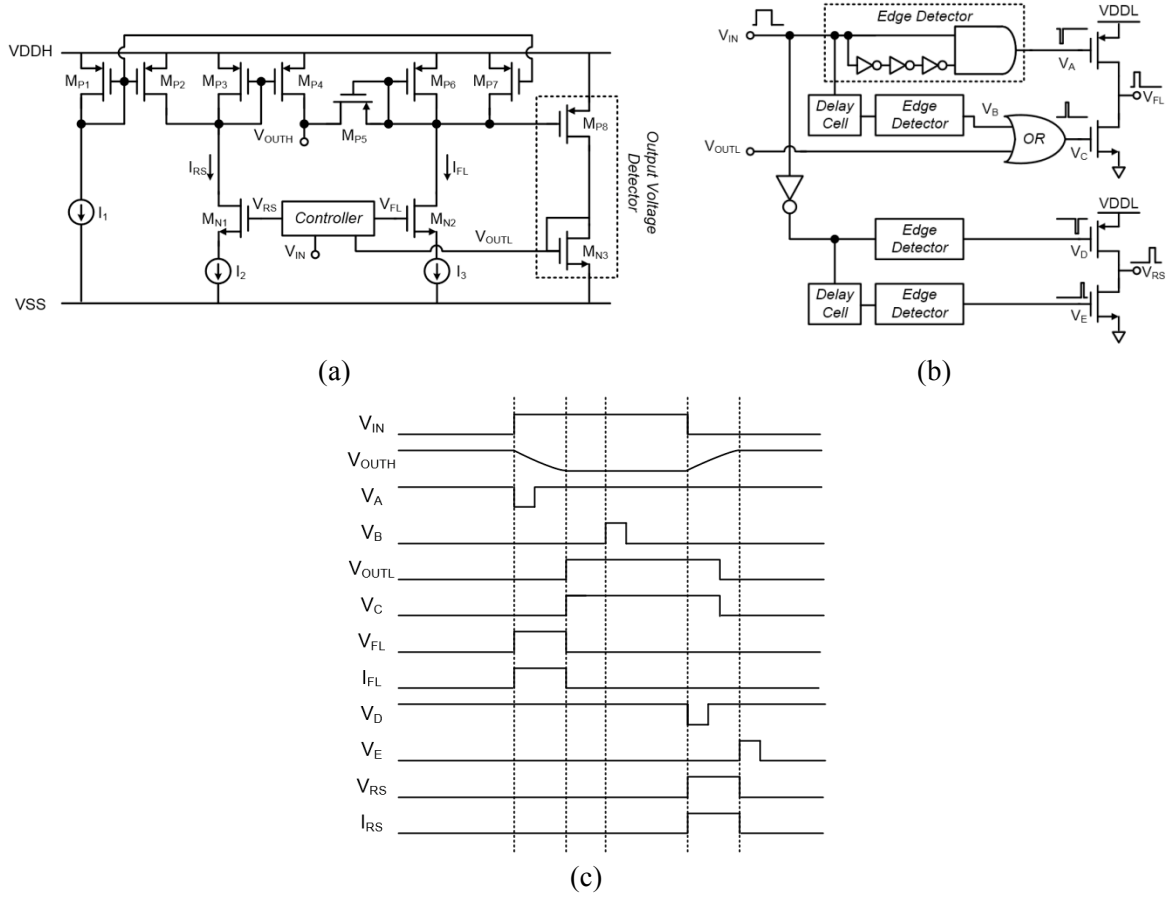 VDDH
MP1
MP2
MP3
MP4
MP5
MP6
MP7
MP8
VOUTH
IRS
IFL
I1
MN1
VRS
Controller
VFL
MN2
VIN
VOUTL
MN3
I2
I3
VSS
Output Voltage Detector
(a)
Edge Detector
VIN
VDDL
VA
VFL
Delay Cell
Edge Detector
VB
OR
VOUTL
VC
VDDL
Edge Detector
VD
VRS
Delay Cell
Edge Detector
VE
(b)
VIN
VOUTH
VA
VB
VOUTL
VC
VFL
IFL
VD
VE
VRS
IRS
(c)